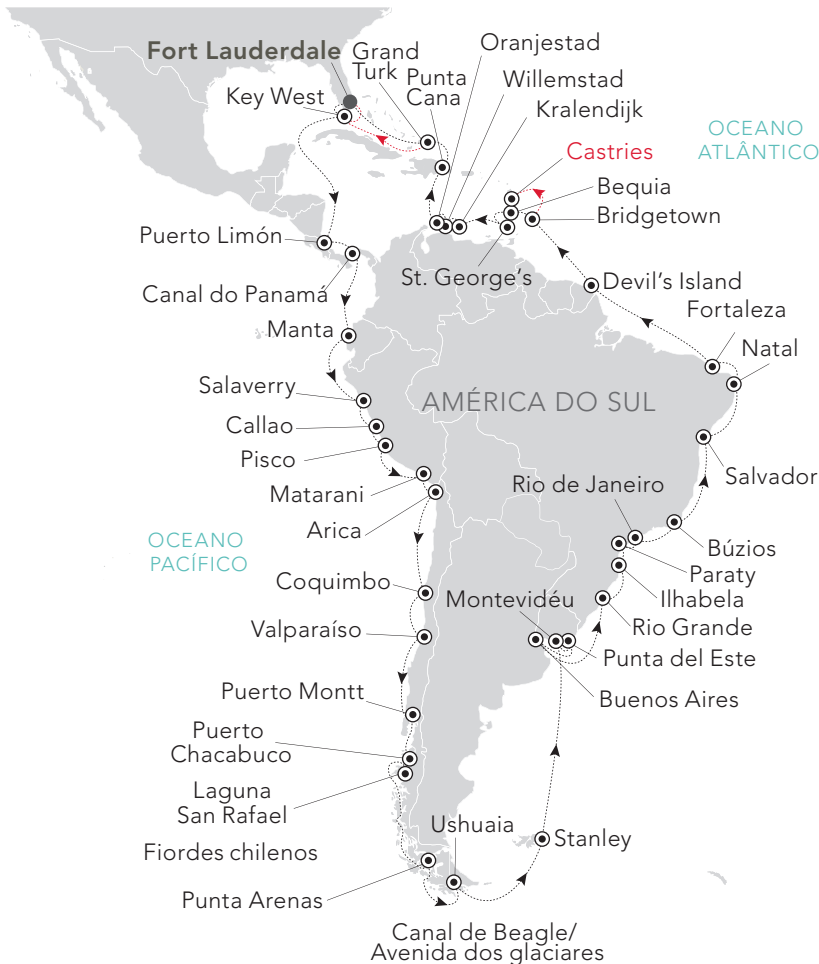 Fort Lauderdale
Grand
Turk
Punta
Cana
Oranjestad
Willemstad
Kralendijk
Key West
OCEANO
ATLÂNTICO
Castries
Bequia
Bridgetown
Puerto Limón
St. George's
Devil's Island
Canal do Panamá
Fortaleza
Manta
Natal
Salaverry
AMÉRICA DO SUL
Callao
Pisco
Salvador
Matarani
Rio de Janeiro
Arica
OCEANO
PACÍFICO
Búzios
Paraty
Coquimbo
Ilhabela
Montevidéu
Rio Grande
Valparaíso
Punta del Este
Puerto Montt
Buenos Aires
Puerto
Chacabuco
Laguna
San Rafael
Ushuaia
Stanley
Fiordes chilenos
Punta Arenas
Canal de Beagle/
Avenida dos glaciares